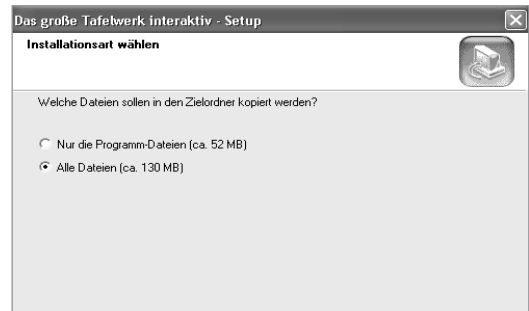 Das große Tafelwerk interaktiv - Setup
Installationsart wählen
Welche Dateien sollen in den Zielordner kopiert werden?
Nur die Programm-Dateien (ca. 52 MB)
Alle Dateien (ca. 130 MB)